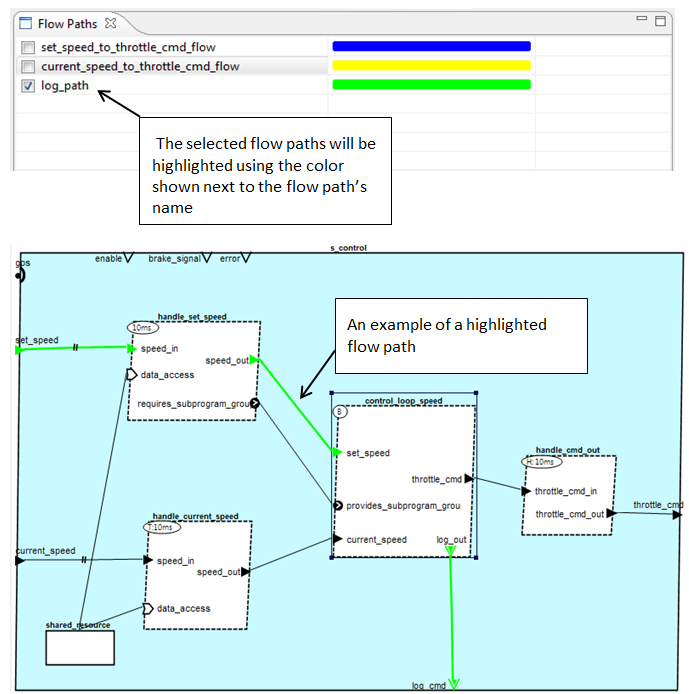 Flow Paths
set_speed_to_throttle_cmd_flow
current_speed_to_throttle_cmd_flow
log_path
The selected flow paths will be
highlighted using the color
shown next to the flow path's
name
s_control
enable
brake_signal
error
gps
handle_set_speed
10ms
set_speed
speed_in
speed_out
data_access
requires_subprogram_grou
An example of a highlighted
flow path
control_loop_speed
B
set_speed
throttle_cmd
provides_subprogram_grou
current_speed
log_out
handle_cmd_out
H: 10ms
throttle_cmd_in
throttle_cmd_out
throttle_cmd
handle_current_speed
T:10ms
current_speed
speed_in
speed_out
data_access
shared_resource
log_cmd